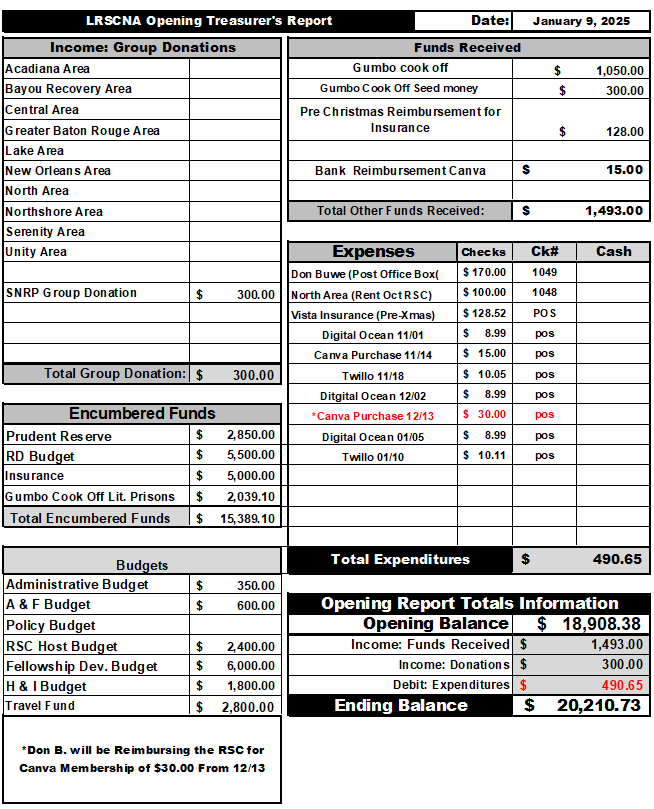 LRSCNA Opening Treasurer's Report Date: January 9, 2025
Income: Group Donations
Acadiana Area
Bayou Recovery Area
Central Area
Greater Baton Rouge Area
Lake Area
New Orleans Area
North Area
Northshore Area
Serenity Area
Unity Area
SNRP Group Donation $ 300.00
Total Group Donation: $ 300.00
Encumbered Funds
Prudent Reserve $ 2,850.00
RD Budget $ 5,500.00
Insurance $ 5,000.00
Gumbo Cook Off Lit. Prisons $ 2,039.10
Total Encumbered Funds $ 15,389.10
Budgets
Administrative Budget $ 350.00
A & F Budget $ 600.00
Policy Budget
RSC Host Budget $ 2,400.00
Fellowship Dev. Budget $ 6,000.00
H & I Budget $ 1,800.00
Travel Fund $ 2,800.00
*Don B. will be Reimbursing the RSC for
Canva Membership of $30.00 From 12/13
Funds Received
Gumbo cook off $ 1,050.00
Gumbo Cook Off Seed money $ 300.00
Pre Christmas Reimbursement for
Insurance $ 128.00
Bank Reimbursement Canva $ 15.00
Total Other Funds Received: $ 1,493.00
Expenses Checks Ck# Cash
Don Buwe (Post Office Box( $ 170.00 1049
North Area (Rent Oct RSC) $ 100.00 1048
Vista Insurance (Pre-Xmas) $ 128.52 POS
Digital Ocean 11/01 $ 8.99 pos
Canva Purchase 11/14 $ 15.00 pos
Twillo 11/18 $ 10.05 pos
Ditgital Ocean 12/02 $ 8.99 pos
*Canva Purchase 12/13 $ 30.00 pos
Digital Ocean 01/05 $ 8.99 pos
Twillo 01/10 $ 10.11 pos
Total Expenditures $ 490.65
Opening Report Totals Information
Opening Balance $ 18,908.38
Income: Funds Received $ 1,493.00
Income: Donations $ 300.00
Debit: Expenditures $ 490.65
Ending Balance $ 20,210.73